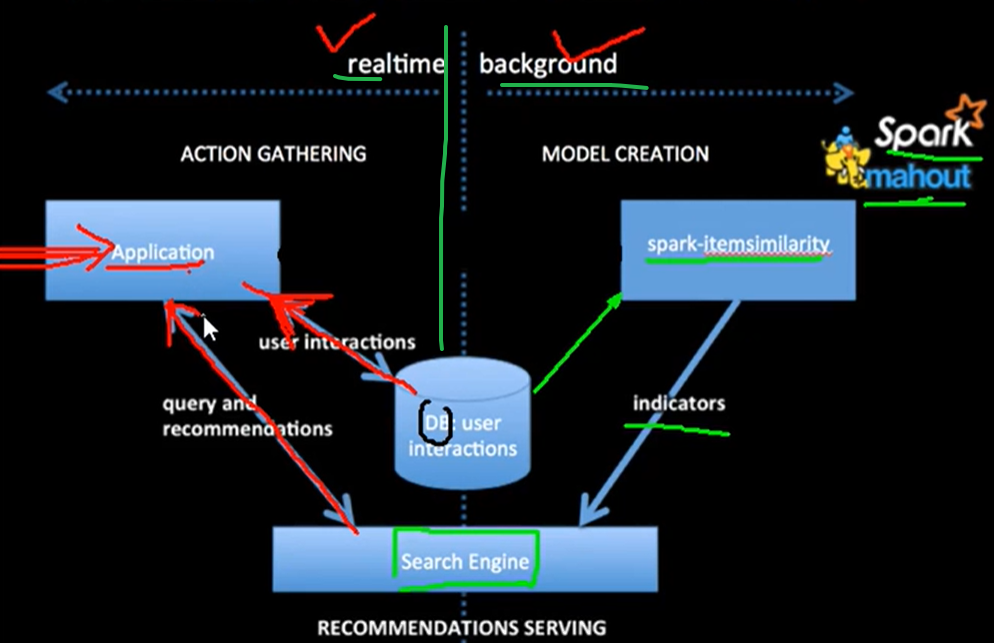 realtime
background
ACTION GATHERING
MODEL CREATION
Spark
mahout
Application
spark-itemsimilarity
user interactions
query and
recommendations
DB: user
interactions
indicators
Search Engine
RECOMMENDATIONS SERVING